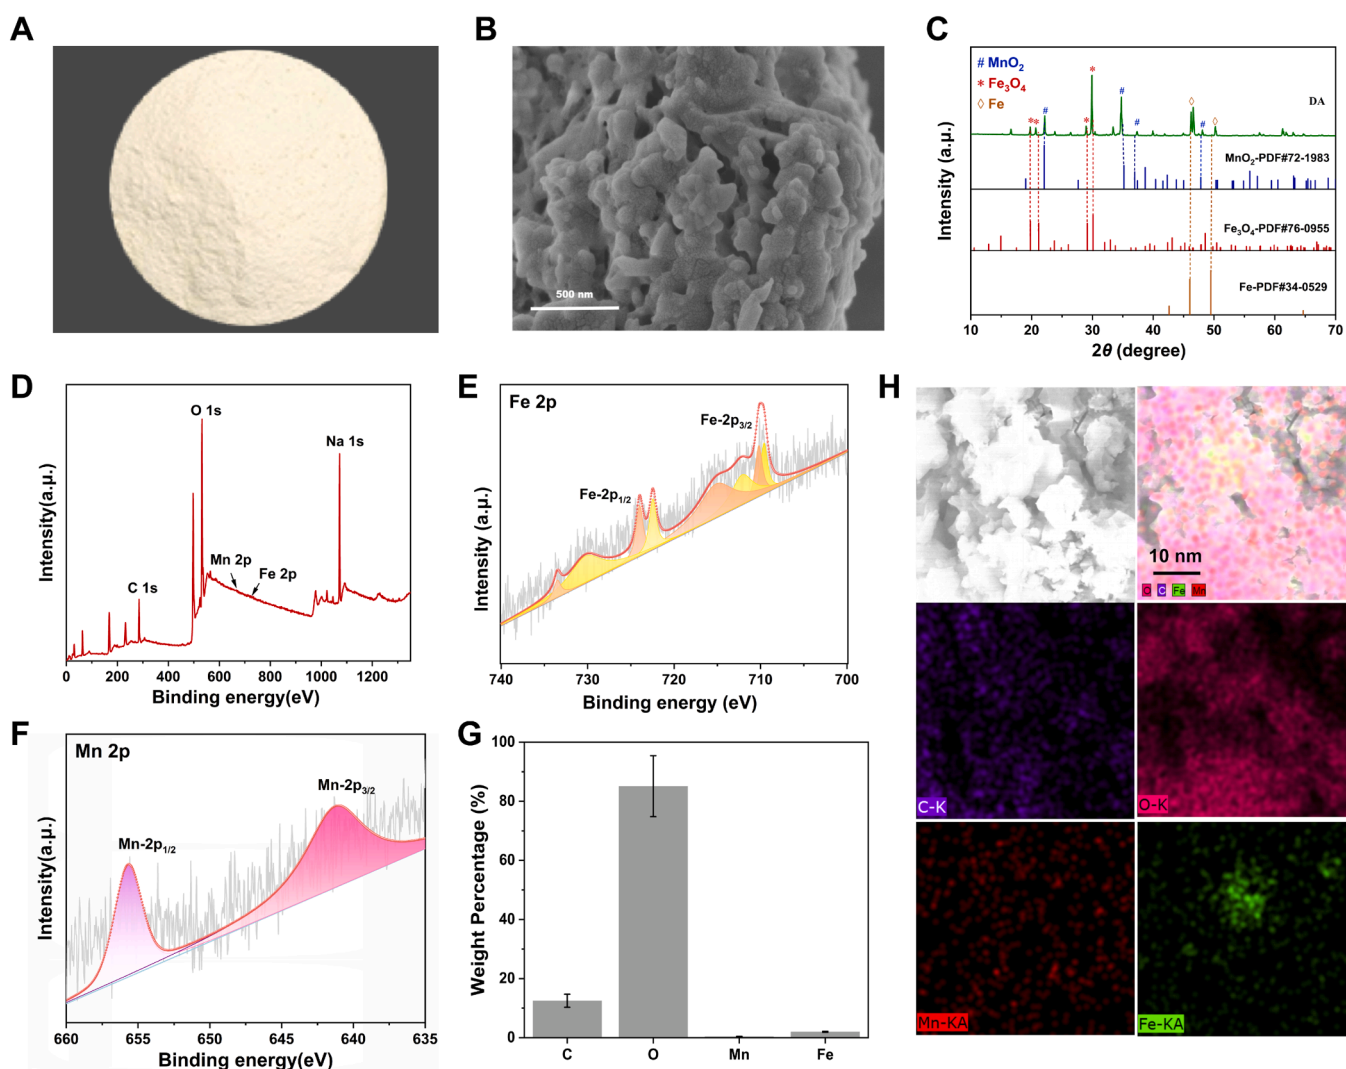 A
B
500 nm
C
# MnO2
* Fe3O4
◊ Fe
*
#
#
◊
DA
* *
*
#
#
◊
MnO2-PDF#72-1983
Fe3O4-PDF#76-0955
Fe-PDF#34-0529
Intensity (a.μ.)
10 20 30 40 50 60 70
2θ (degree)
D
O 1s
Na 1s
Mn 2p
Fe 2p
C 1s
Intensity(a.μ.)
0 200 400 600 800 1000 1200
Binding energy(eV)
E
Fe 2p
Fe-2p3/2
Fe-2p1/2
Intensity (a.μ.)
740 730 720 710 700
Binding energy (eV)
F
Mn 2p
Mn-2p3/2
Mn-2p1/2
Intensity(a.μ.)
660 655 650 645 640 635
Binding energy(eV)
G
Weight Percentage (%)
100
80
60
40
20
0
C O Mn Fe
H
10 nm
O C Fe Mn
C-K
O-K
Mn-KA
Fe-KA